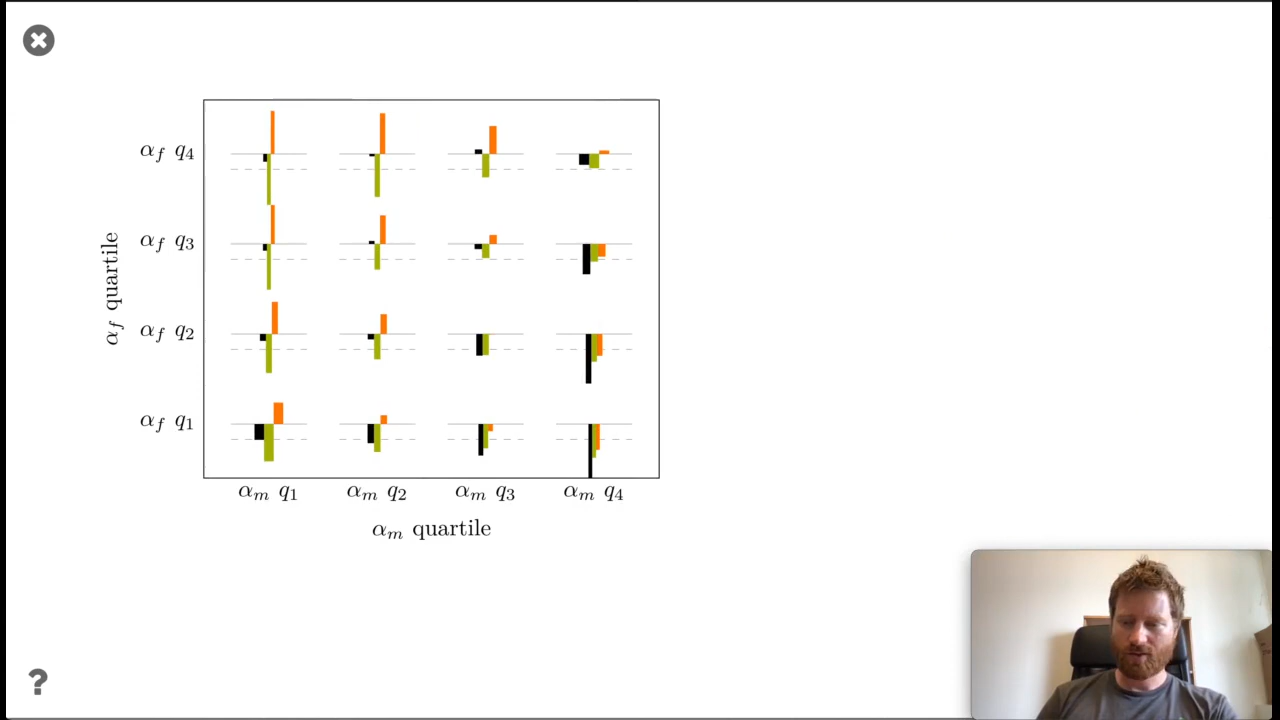 α_f q4
α_f q3
α_f q2
α_f q1
α_f quartile
α_m q1 α_m q2 α_m q3 α_m q4
α_m quartile
?